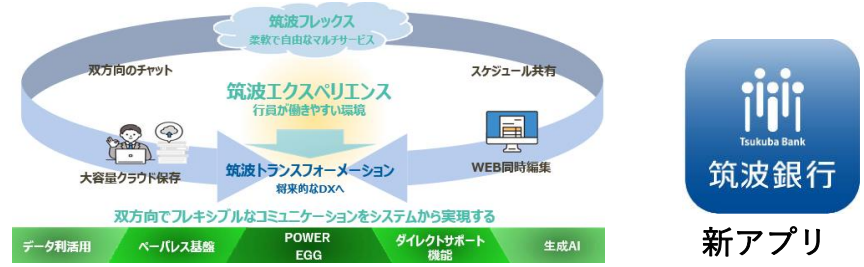 筑波フレックス
柔軟で自由なマルチサービス
双方向のチャット
スケジュール共有
筑波エクスペリエンス
行員が働きやすい環境
大容量クラウド保存
筑波トランスフォーメーション
将来的なDXへ
WEB同時編集
双方向でフレキシブルなコミュニケーションをシステムから実現する
データ利活用
ペーパレス基盤
POWER
EGG
ダイレクトサポート
機能
生成AI
Tsukuba Bank
筑波銀行
新アプリ